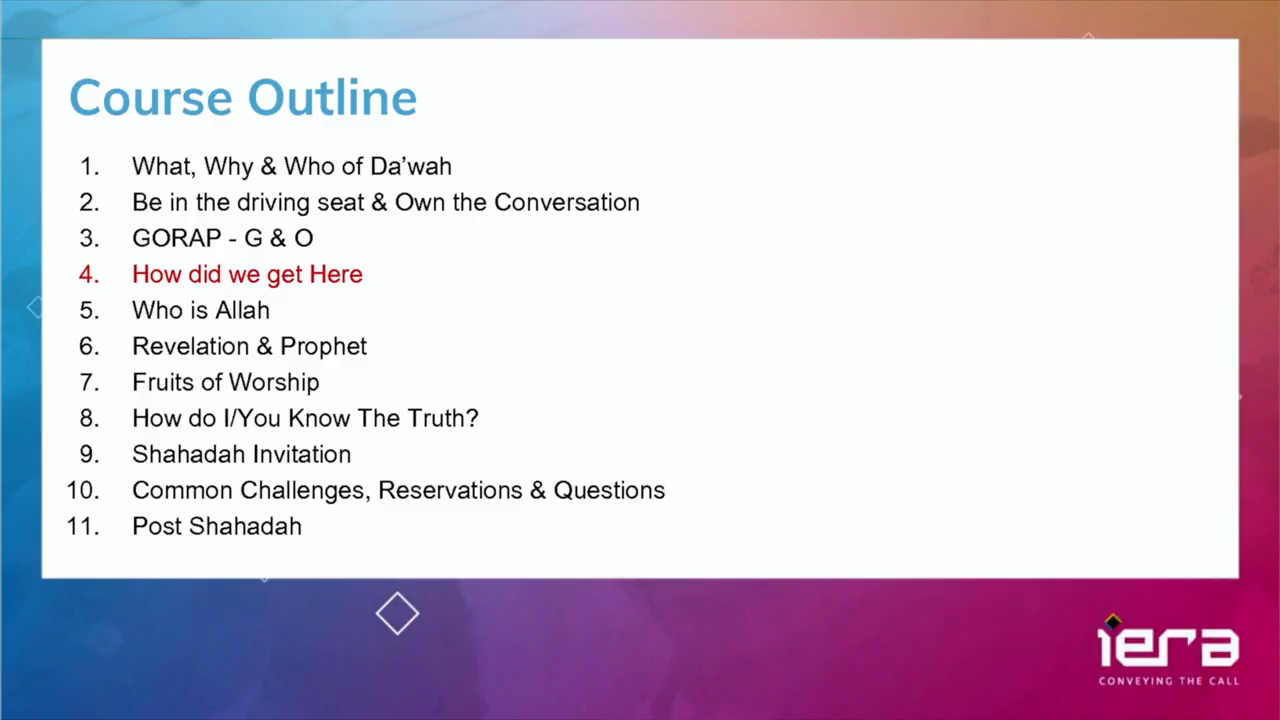 Course Outline
1. What, Why & Who of Da’wah
2. Be in the driving seat & Own the Conversation
3. GORAP - G & O
4. How did we get Here
5. Who is Allah
6. Revelation & Prophet
7. Fruits of Worship
8. How do I/You Know The Truth?
9. Shahadah Invitation
10. Common Challenges, Reservations & Questions
11. Post Shahadah
iera
CONVEYING THE CALL